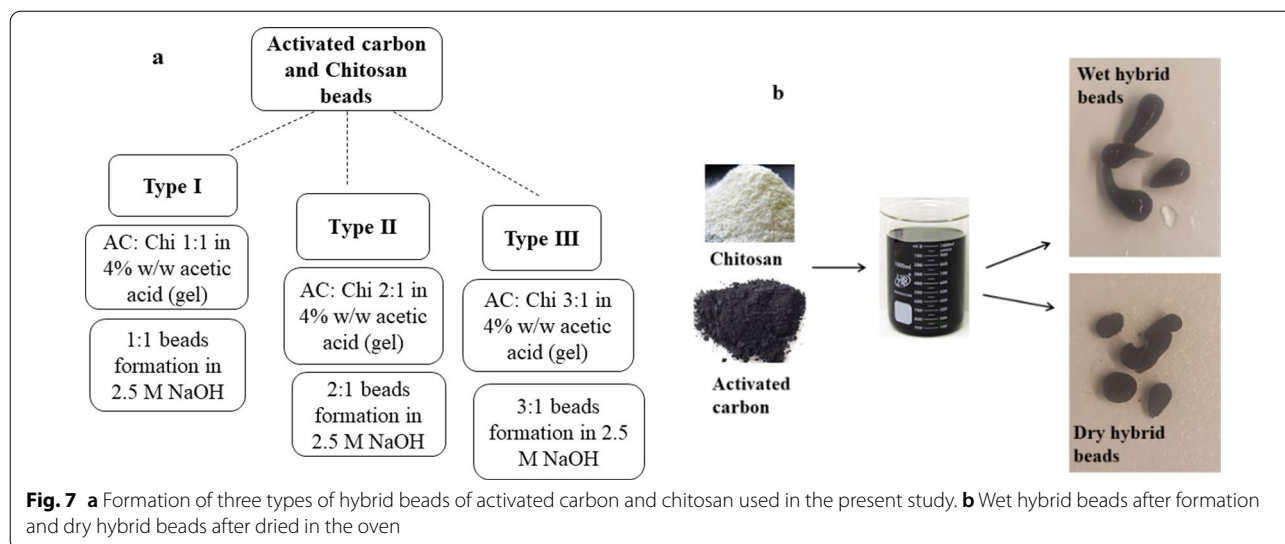 a
Activated carbon
and Chitosan
beads
Type I
AC: Chi 1:1 in
4% w/w acetic
acid (gel)
1:1 beads
formation in
2.5 M NaOH
Type II
AC: Chi 2:1 in
4% w/w acetic
acid (gel)
2:1 beads
formation in
2.5 M NaOH
Type III
AC: Chi 3:1 in
4% w/w acetic
acid (gel)
3:1 beads
formation in 2.5
M NaOH
b
Chitosan
Activated
carbon
1000ml
Wet hybrid
beads
Dry hybrid
beads
Fig. 7 a Formation of three types of hybrid beads of activated carbon and chitosan used in the present study. b Wet hybrid beads after formation
and dry hybrid beads after dried in the oven